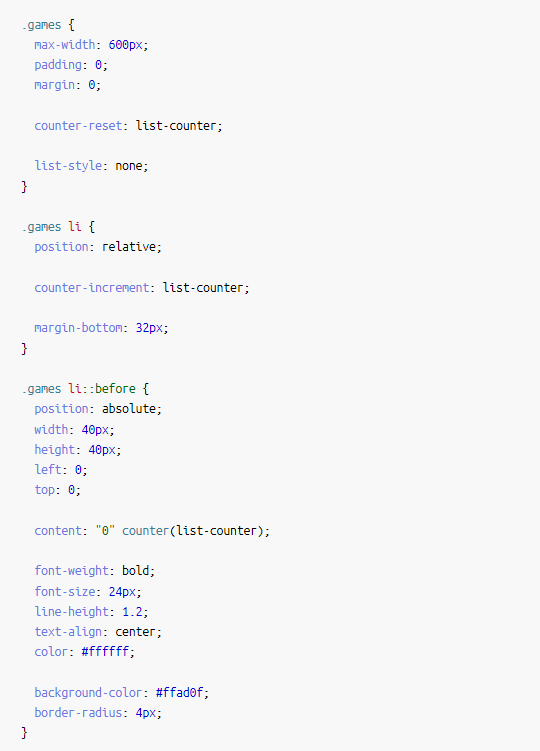 .games {
  max-width: 600px;
  padding: 0;
  margin: 0;

  counter-reset: list-counter;

  list-style: none;
}

.games li {
  position: relative;

  counter-increment: list-counter;

  margin-bottom: 32px;
}

.games li::before {
  position: absolute;
  width: 40px;
  height: 40px;
  left: 0;
  top: 0;

  content: "0" counter(list-counter);

  font-weight: bold;
  font-size: 24px;
  line-height: 1.2;
  text-align: center;
  color: #ffffff;

  background-color: #ffad0f;
  border-radius: 4px;
}